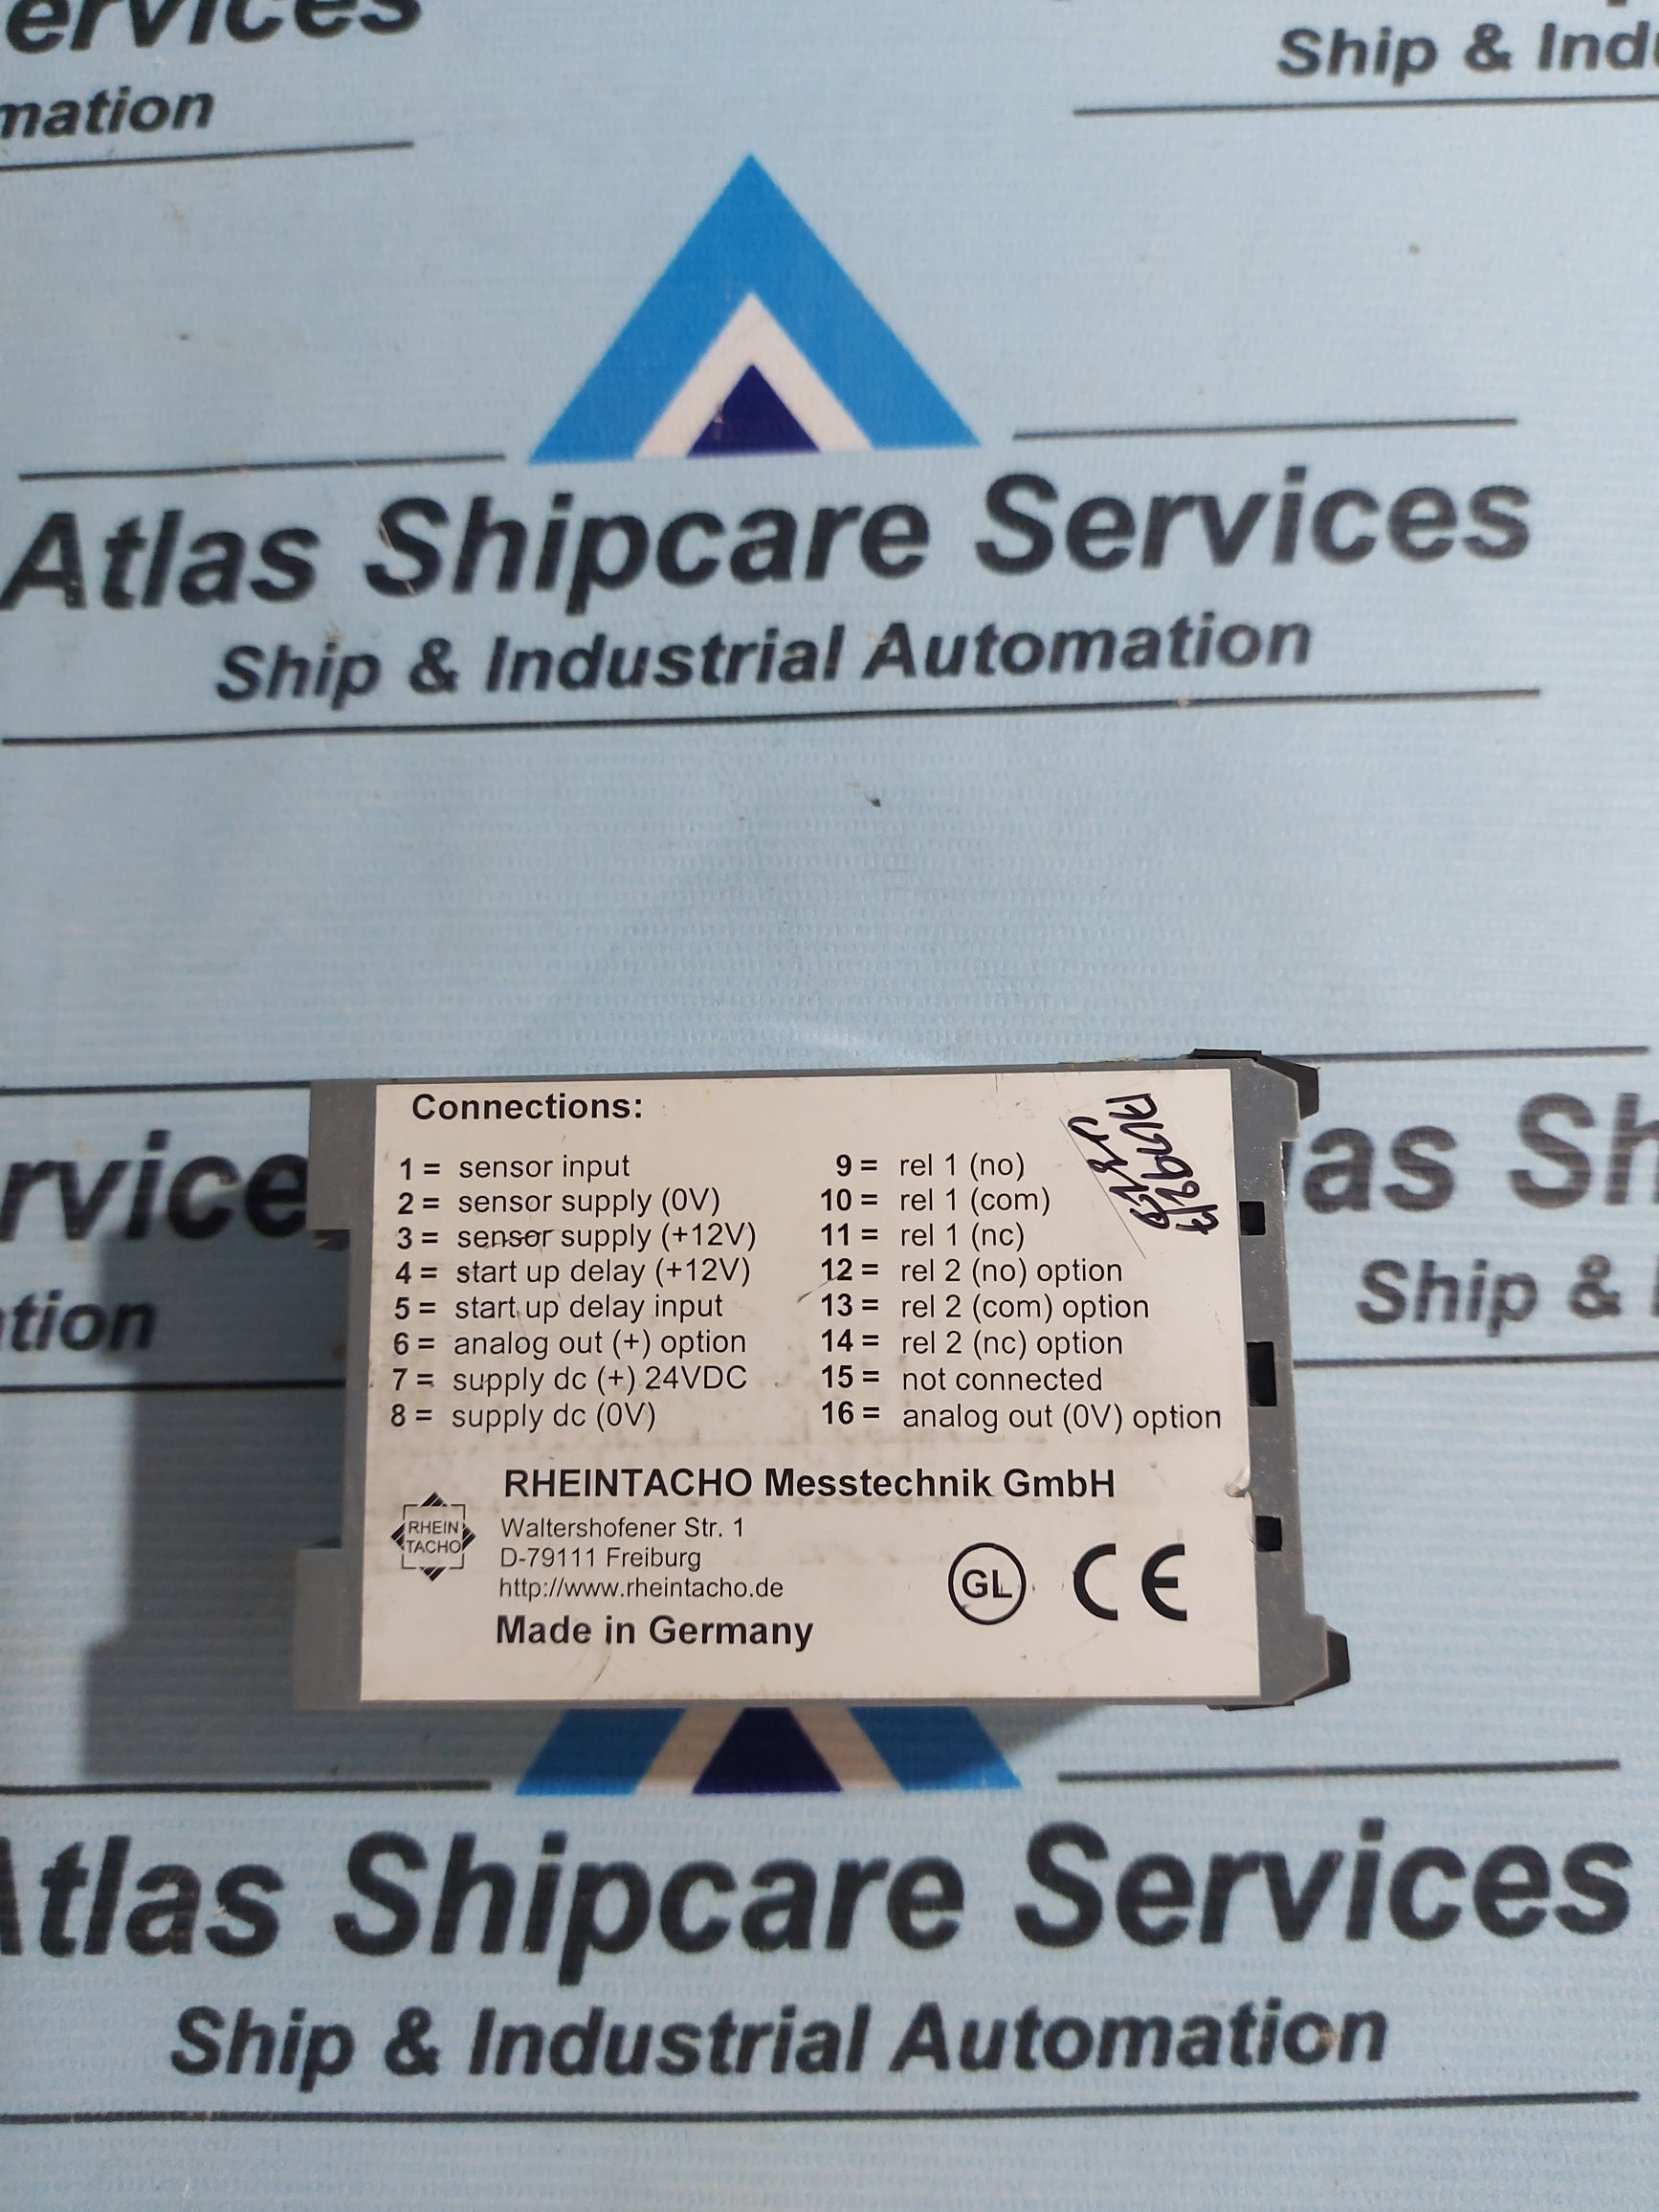 ervices
mation
Ship & Indu
Atlas Shipcare Services
Ship & Industrial Automation
rvice
ation
as Sh
Ship &
Connections:
1 = sensor input
2 = sensor supply (0V)
3 = sensor supply (+12V)
4 = start up delay (+12V)
5 = start up delay input
6 = analog out (+) option
7 = supply dc (+) 24VDC
8 = supply dc (0V)
9 = rel 1 (no)
10 = rel 1 (com)
11 = rel 1 (nc)
12 = rel 2 (no) option
13 = rel 2 (com) option
14 = rel 2 (nc) option
15 = not connected
16 = analog out (0V) option
RHEINTACHO Messtechnik GmbH
RHEIN
TACHO
Waltershofener Str. 1
D-79111 Freiburg
http://www.rheintacho.de
Made in Germany
GL CE
Atlas Shipcare Services
Ship & Industrial Automation